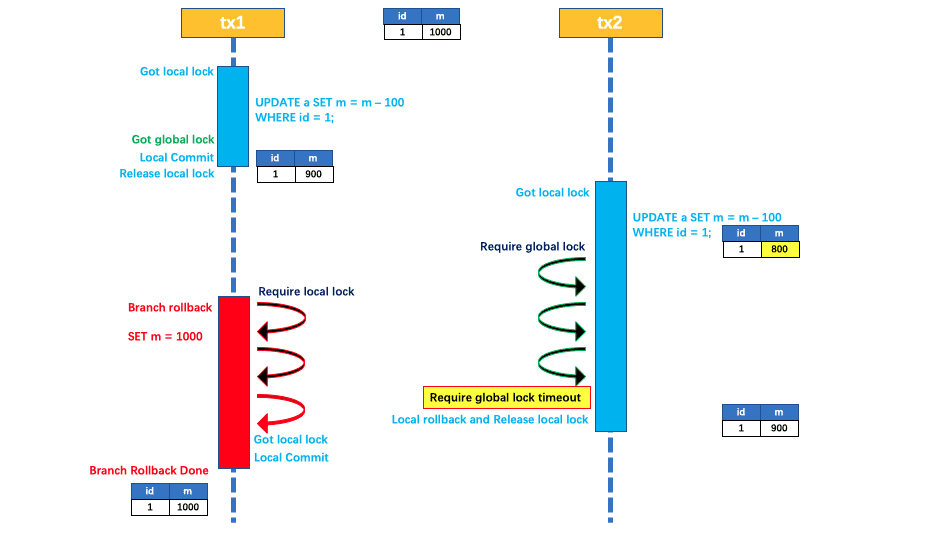 tx1
id m
1 1000
tx2
Got local lock
UPDATE a SET m = m – 100
WHERE id = 1;
Got global lock
Local Commit
Release local lock
id m
1 900
Got local lock
UPDATE a SET m = m – 100
WHERE id = 1;
id m
1 800
Require global lock
Require local lock
Branch rollback
SET m = 1000
Require global lock timeout
Local rollback and Release local lock
id m
1 900
Got local lock
Local Commit
Branch Rollback Done
id m
1 1000